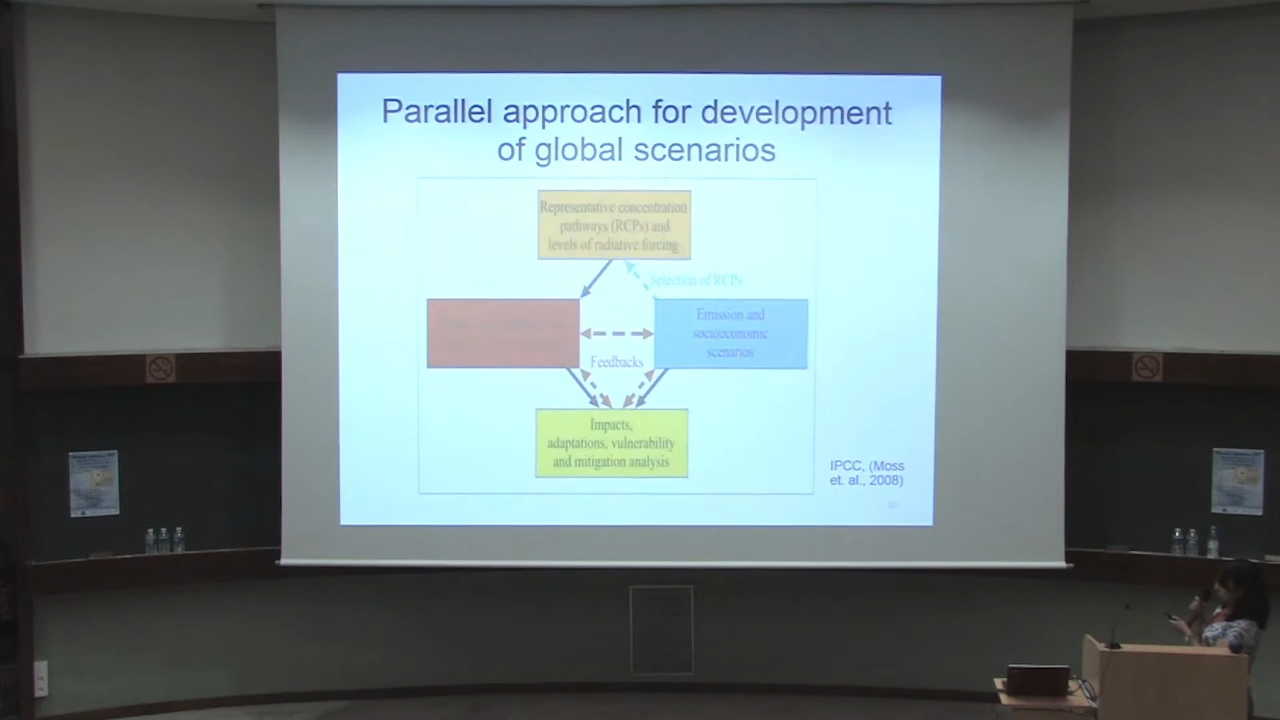 Parallel approach for development
of global scenarios
Representative concentration
pathways (RCPs) and
levels of radiative forcing
Selection of RCPs
Emission and
socioeconomic
scenarios
Feedbacks
Impacts,
adaptations, vulnerability
and mitigation analysis
IPCC, (Moss
et. al., 2008)